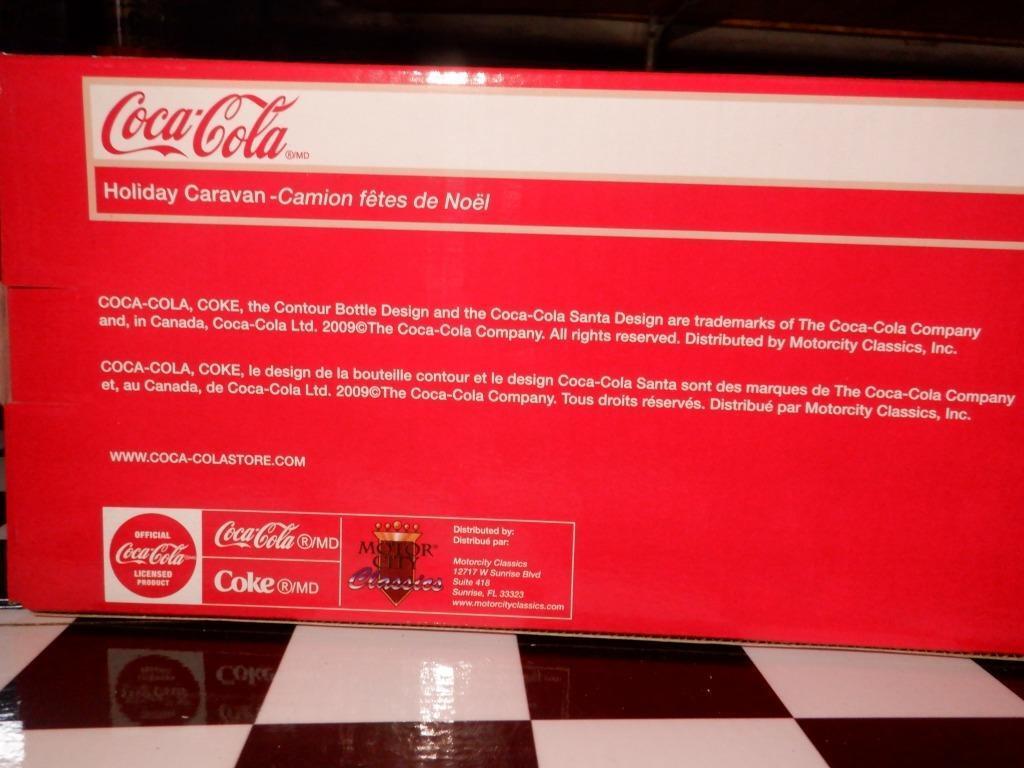 Coca-Cola ®/MD
Holiday Caravan -Camion fêtes de Noël
COCA-COLA, COKE, the Contour Bottle Design and the Coca-Cola Santa Design are trademarks of The Coca-Cola Company
and, in Canada, Coca-Cola Ltd. 2009©The Coca-Cola Company. All rights reserved. Distributed by Motorcity Classics, Inc.
COCA-COLA, COKE, le design de la bouteille contour et le design Coca-Cola Santa sont des marques de The Coca-Cola Company
et, au Canada, de Coca-Cola Ltd. 2009©The Coca-Cola Company. Tous droits réservés. Distribué par Motorcity Classics, Inc.
WWW.COCA-COLASTORE.COM
OFFICIAL
Coca-Cola
LICENSED
PRODUCT
Coca-Cola ®/MD
Coke ®/MD
MOTOR
CITY
Classics
Distributed by:
Distribué par:
Motorcity Classics
12717 W Sunrise Blvd
Suite 418
Sunrise, FL 33323
www.motorcityclassics.com